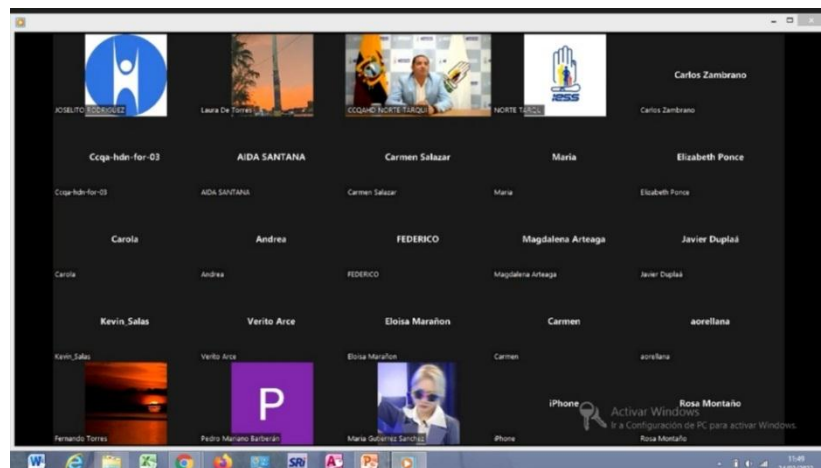 JOSELITO RODRIGUEZ
Laura De Torres
CCQAHD NORTE TARQUI
NORTE TARQUI
IESS
Carlos Zambrano
Carlos Zambrano
Ccqa-hdn-for-03
AIDA SANTANA
Carmen Salazar
Maria
Elizabeth Ponce
Ccqa-hdn-for-03
AIDA SANTANA
Carmen Salazar
Maria
Elizabeth Ponce
Carola
Andrea
FEDERICO
Magdalena Arteaga
Javier Duplaá
Carola
Andrea
FEDERICO
Magdalena Arteaga
Javier Duplaá
Kevin_Salas
Verito Arce
Eloisa Marañon
Carmen
aorellana
Kevin_Salas
Verito Arce
Eloisa Marañon
Carmen
aorellana
P
iPhone
Rosa Montaño
Activar Windows
Ir a Configuración de PC para activar Windows.
Fernando Torres
Pedro Mariano Barberán
Maria Gutierrez Sanchez
iPhone
Rosa Montaño
SRi
11:49